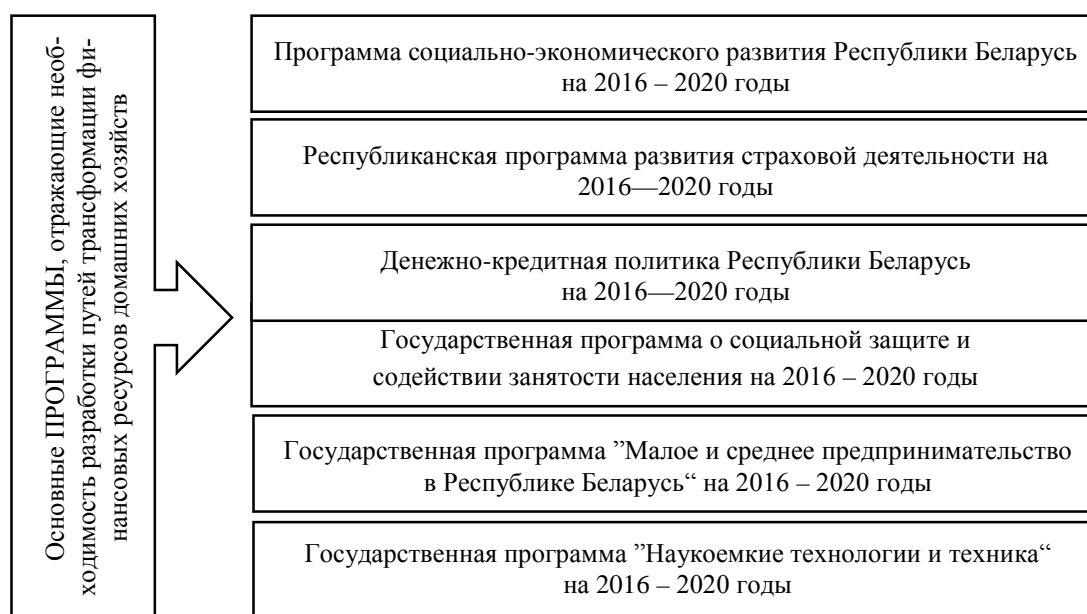 Основные ПРОГРАММЫ, отражающие необ-
ходимость разработки путей трансформации фи-
нансовых ресурсов домашних хозяйств
Программа социально-экономического развития Республики Беларусь
на 2016 – 2020 годы
Республиканская программа развития страховой деятельности на
2016—2020 годы
Денежно-кредитная политика Республики Беларусь
на 2016—2020 годы
Государственная программа о социальной защите и
содействии занятости населения на 2016 – 2020 годы
Государственная программа ”Малое и среднее предпринимательство
в Республике Беларусь“ на 2016 – 2020 годы
Государственная программа ”Наукоемкие технологии и техника“
на 2016 – 2020 годы